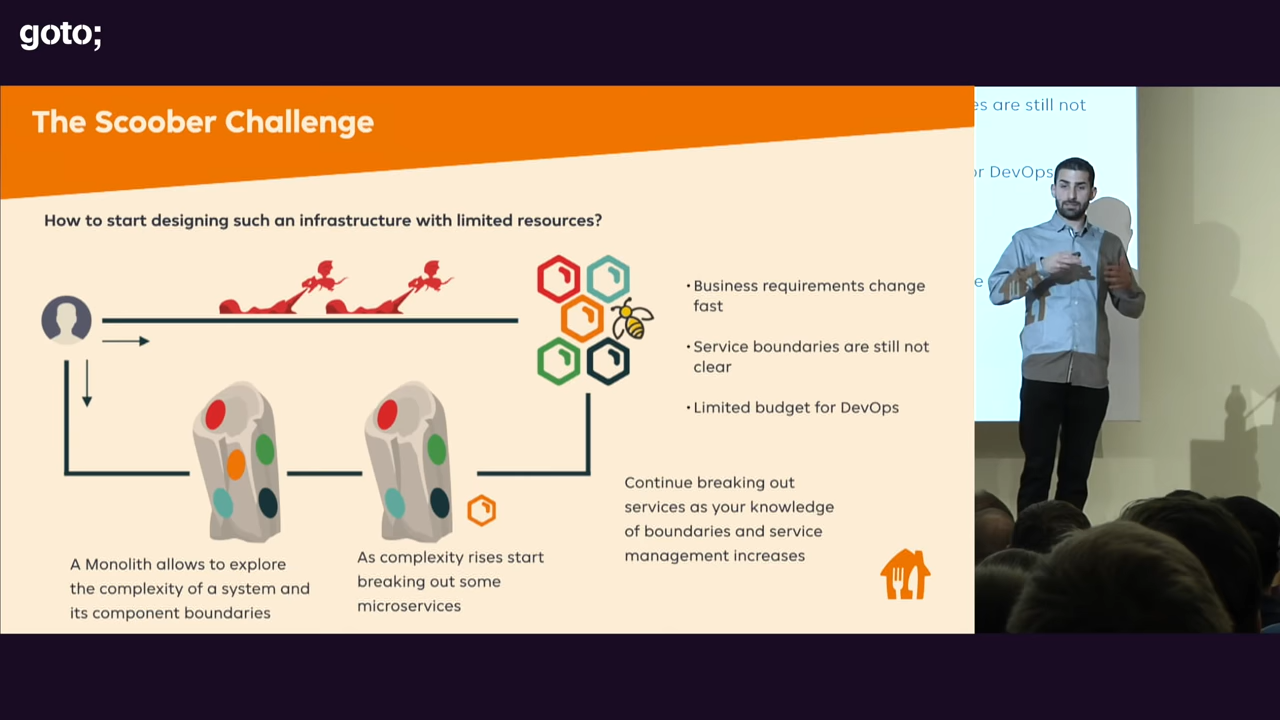 goto;
The Scoober Challenge
How to start designing such an infrastructure with limited resources?
• Business requirements change
fast
• Service boundaries are still not
clear
• Limited budget for DevOps
A Monolith allows to explore
the complexity of a system and
its component boundaries
As complexity rises start
breaking out some
microservices
Continue breaking out
services as your knowledge
of boundaries and service
management increases
are still not
DevOps